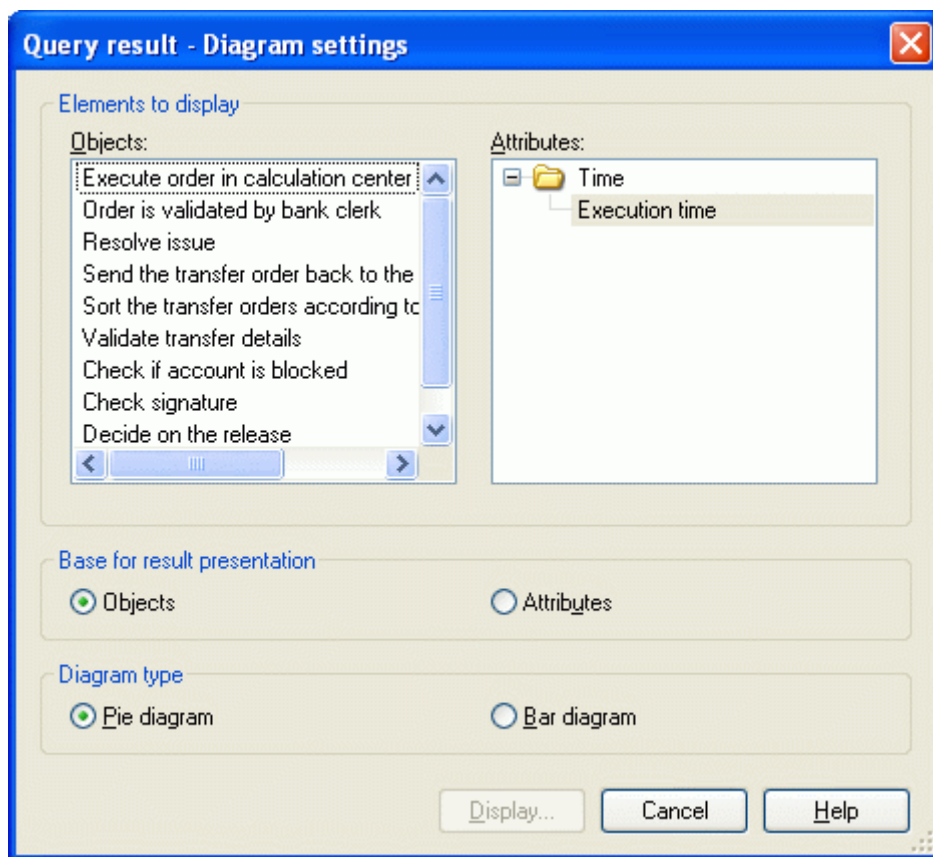 Query result - Diagram settings
Elements to display
Objects:
Execute order in calculation center
Order is validated by bank clerk
Resolve issue
Send the transfer order back to the
Sort the transfer orders according to
Validate transfer details
Check if account is blocked
Check signature
Decide on the release
Attributes:
Time
Execution time
Base for result presentation
Objects
Attributes
Diagram type
Pie diagram
Bar diagram
Display...
Cancel
Help